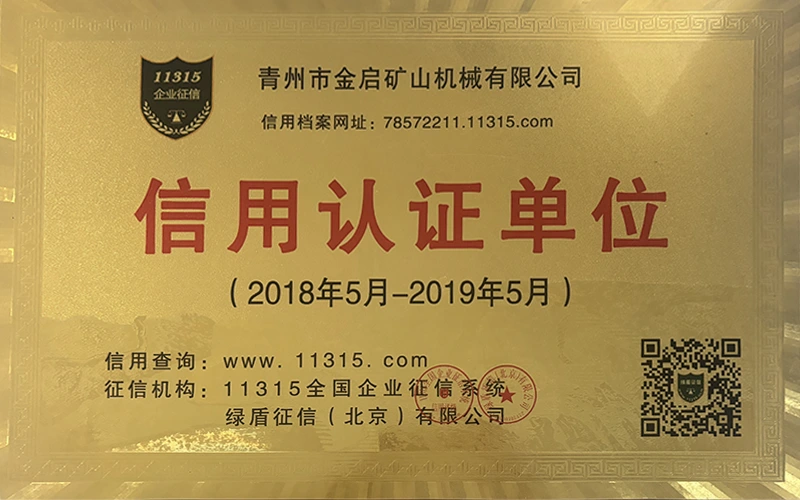 11315
企业征信
青州市金启矿山机械有限公司
信用档案网址：78572211.11315.com
信用认证单位
（2018年5月-2019年5月）
信用查询：www. 11315. com
征信机构：11315全国企业征信系统
绿盾征信（北京）有限公司
绿盾征信